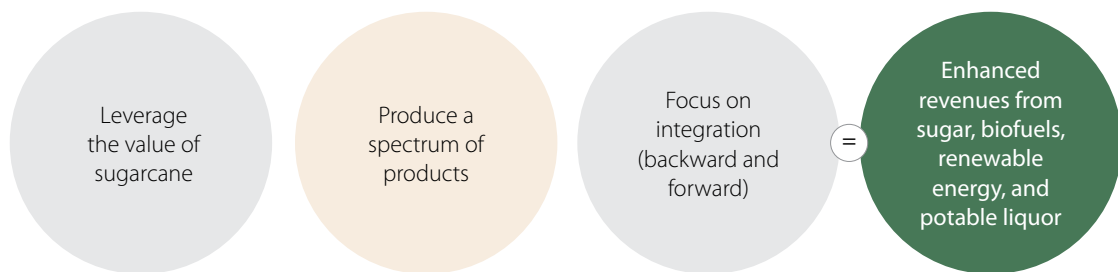 Leverage
the value of
sugarcane
Produce a
spectrum of
products
Focus on
integration
(backward and
forward)
=
Enhanced
revenues from
sugar, biofuels,
renewable
energy, and
potable liquor